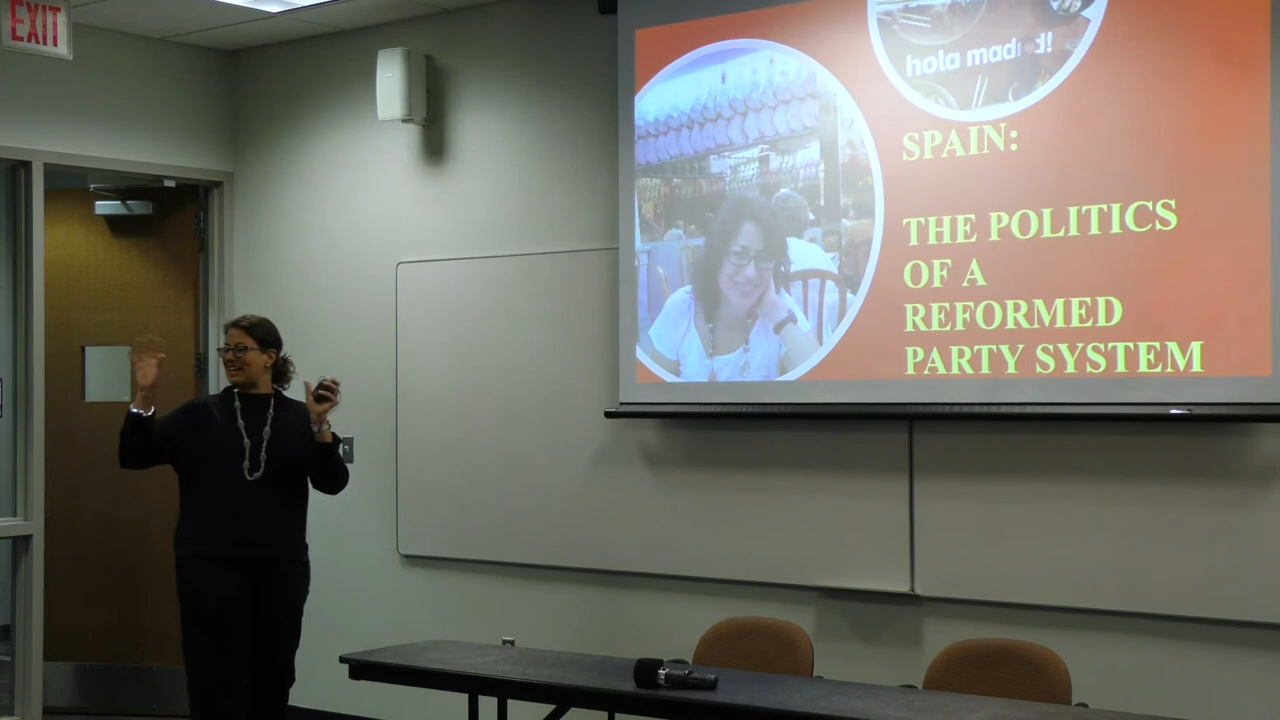 EXIT
hola madrid!
SPAIN:
THE POLITICS
OF A
REFORMED
PARTY SYSTEM